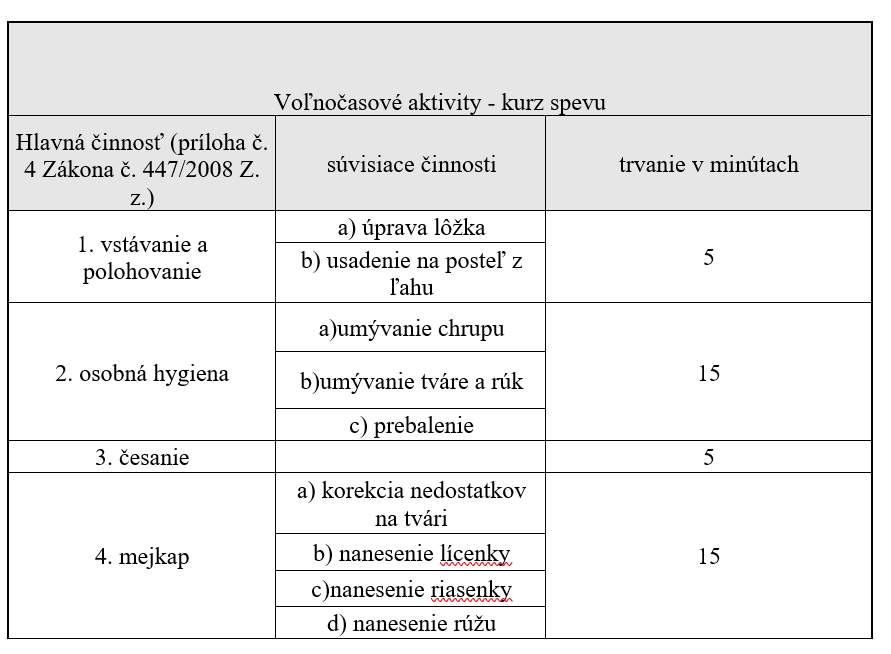 Voľnočasové aktivity - kurz spevu
Hlavná činnosť (príloha č.
4 Zákona č. 447/2008 Z.
z.)
súvisiace činnosti
trvanie v minútach
1. vstávanie a
polohovanie
a) úprava lôžka
b) usadenie na posteľ z
ľahu
5
2. osobná hygiena
a)umývanie chrupu
b)umývanie tváre a rúk
c) prebalenie
15
3. česanie
5
4. mejkap
a) korekcia nedostatkov
na tvári
b) nanesenie lícenky
c)nanesenie riasenky
d) nanesenie rúžu
15